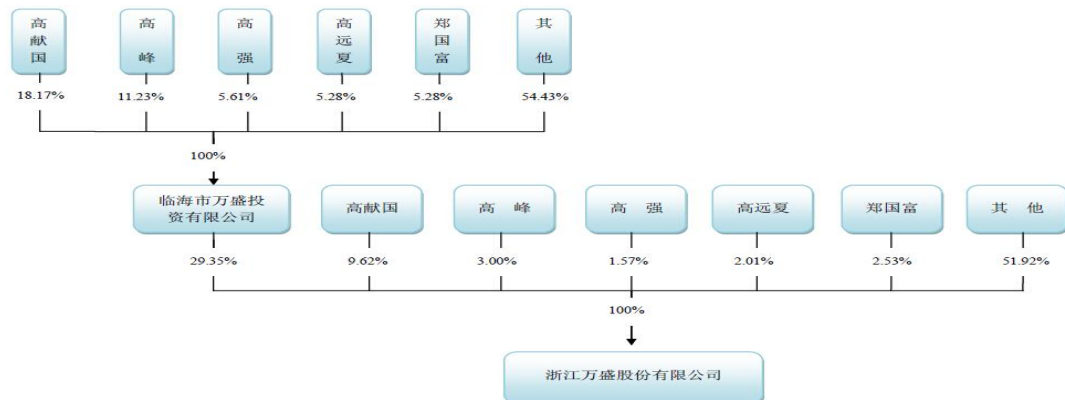 高献国 高峰 高强 高远夏 郑国富 其他
18.17% 11.23% 5.61% 5.28% 5.28% 54.43%
100%
临海市万盛投
资有限公司
高献国 高 峰 高 强 高远夏 郑国富 其 他
29.35% 9.62% 3.00% 1.57% 2.01% 2.53% 51.92%
100%
浙江万盛股份有限公司